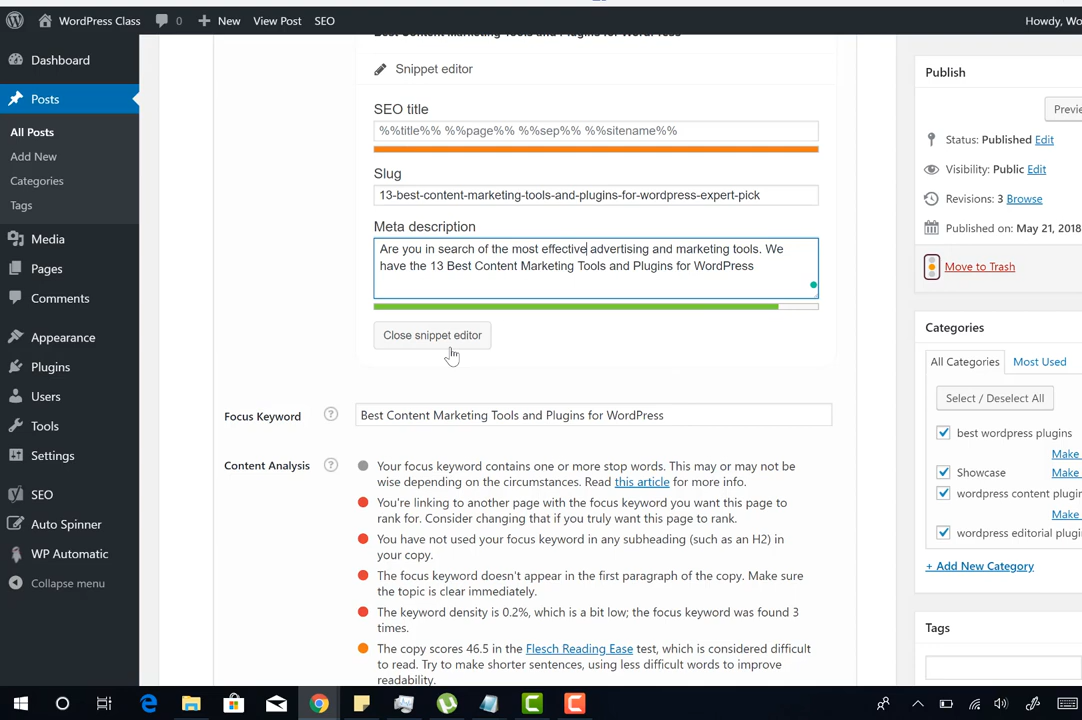 WordPress Class
0
New
View Post
SEO
Howdy, Wo
Dashboard
Posts
All Posts
Add New
Categories
Tags
Media
Pages
Comments
Appearance
Plugins
Users
Tools
Settings
SEO
Auto Spinner
WP Automatic
Collapse menu
Best Content Marketing Tools and Plugins for WordPress
Snippet editor
SEO title
%%title%% %%page%% %%sep%% %%sitename%%
Slug
13-best-content-marketing-tools-and-plugins-for-wordpress-expert-pick
Meta description
Are you in search of the most effective advertising and marketing tools. We
have the 13 Best Content Marketing Tools and Plugins for WordPress
Close snippet editor
Focus Keyword
?
Best Content Marketing Tools and Plugins for WordPress
Content Analysis
?
Your focus keyword contains one or more stop words. This may or may not be
wise depending on the circumstances. Read this article for more info.
You're linking to another page with the focus keyword you want this page to
rank for. Consider changing that if you truly want this page to rank.
You have not used your focus keyword in any subheading (such as an H2) in
your copy.
The focus keyword doesn't appear in the first paragraph of the copy. Make sure
the topic is clear immediately.
The keyword density is 0.2%, which is a bit low; the focus keyword was found 3
times.
The copy scores 46.5 in the Flesch Reading Ease test, which is considered difficult
to read. Try to make shorter sentences, using less difficult words to improve
readability.
Publish
Previe
Status: Published Edit
Visibility: Public Edit
Revisions: 3 Browse
Published on: May 21, 2018
Move to Trash
Categories
All Categories
Most Used
Select / Deselect All
best wordpress plugins
Make
Showcase
Make
wordpress content plugin
Make
wordpress editorial plugi
+ Add New Category
Tags